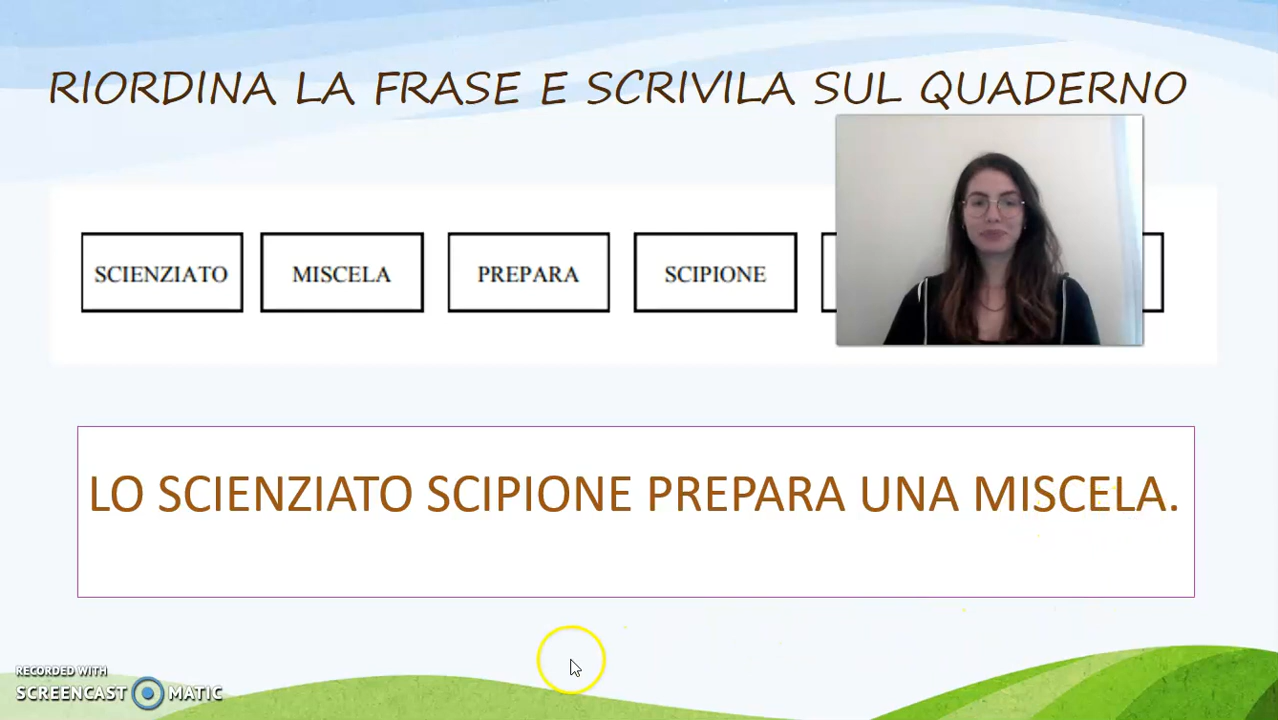 RIORDINA LA FRASE E SCRIVILA SUL QUADERNO
SCIENZIATO MISCELA PREPARA SCIPIONE
LO SCIENZIATO SCIPIONE PREPARA UNA MISCELA.
RECORDED WITH
SCREENCAST MATIC